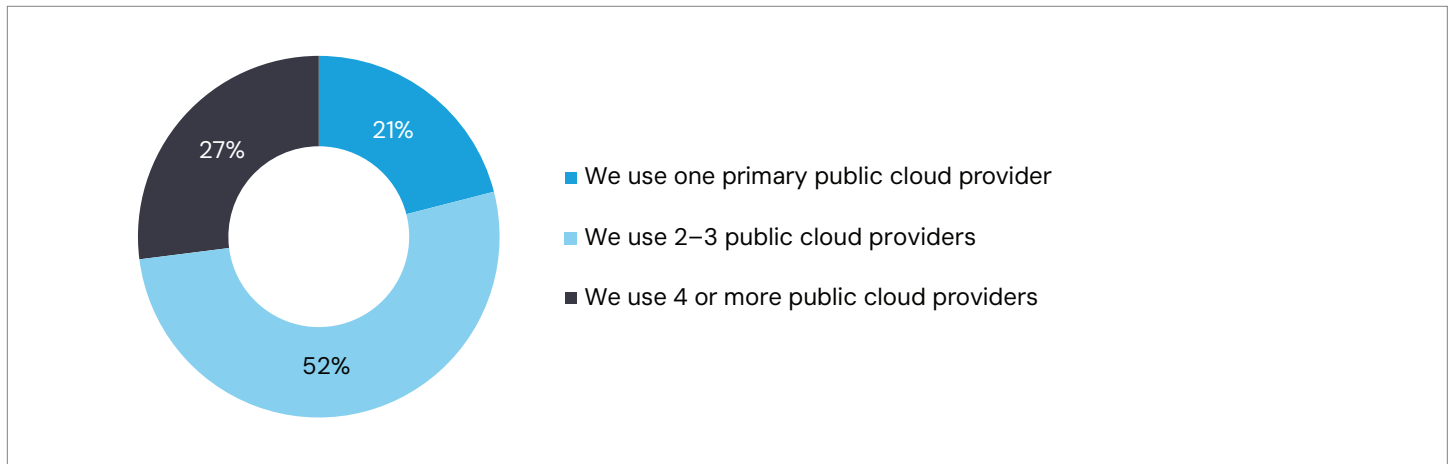 21%
27%
52%
We use one primary public cloud provider
We use 2–3 public cloud providers
We use 4 or more public cloud providers